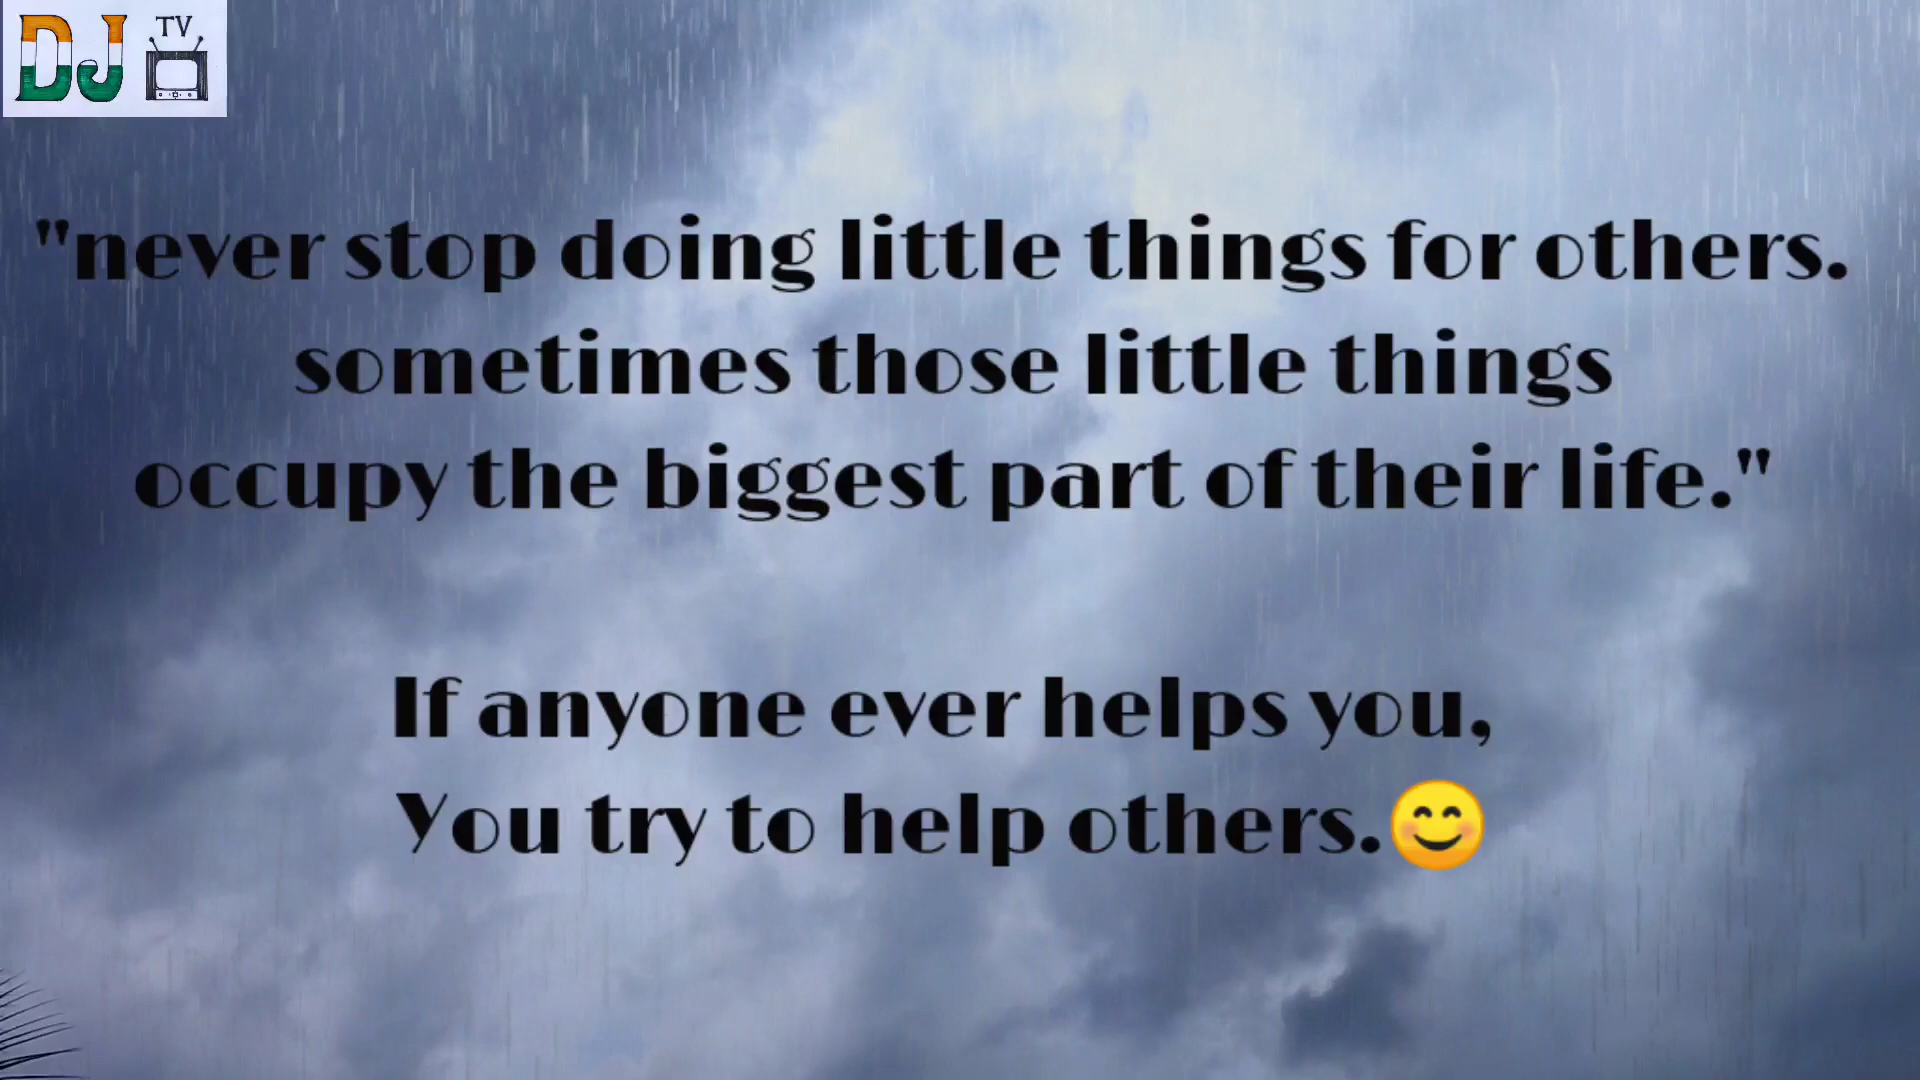 DJ TV
"never stop doing little things for others.
sometimes those little things
occupy the biggest part of their life."
If anyone ever helps you,
You try to help others.😊